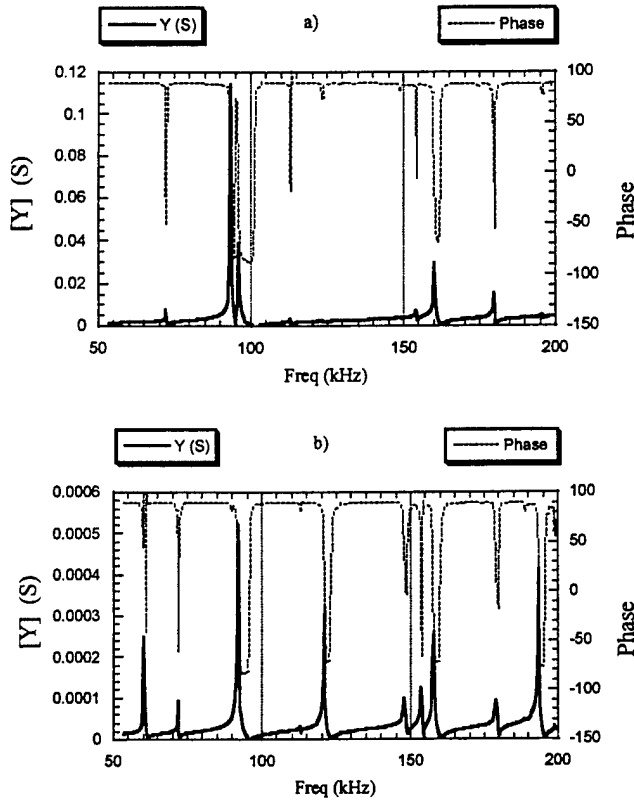 Y (S) a) Phase
0.12 100
0.1 50
0.08
0.06 0
0.04 -50
0.02 -100
0 -150
[Y] (S)
Phase
50 100 150 200
Freq (kHz)
Y (S) b) Phase
0.0006 100
0.0005 50
0.0004
0.0003 0
0.0002 -50
0.0001 -100
0 -150
[Y] (S)
Phase
50 100 150 200
Freq (kHz)